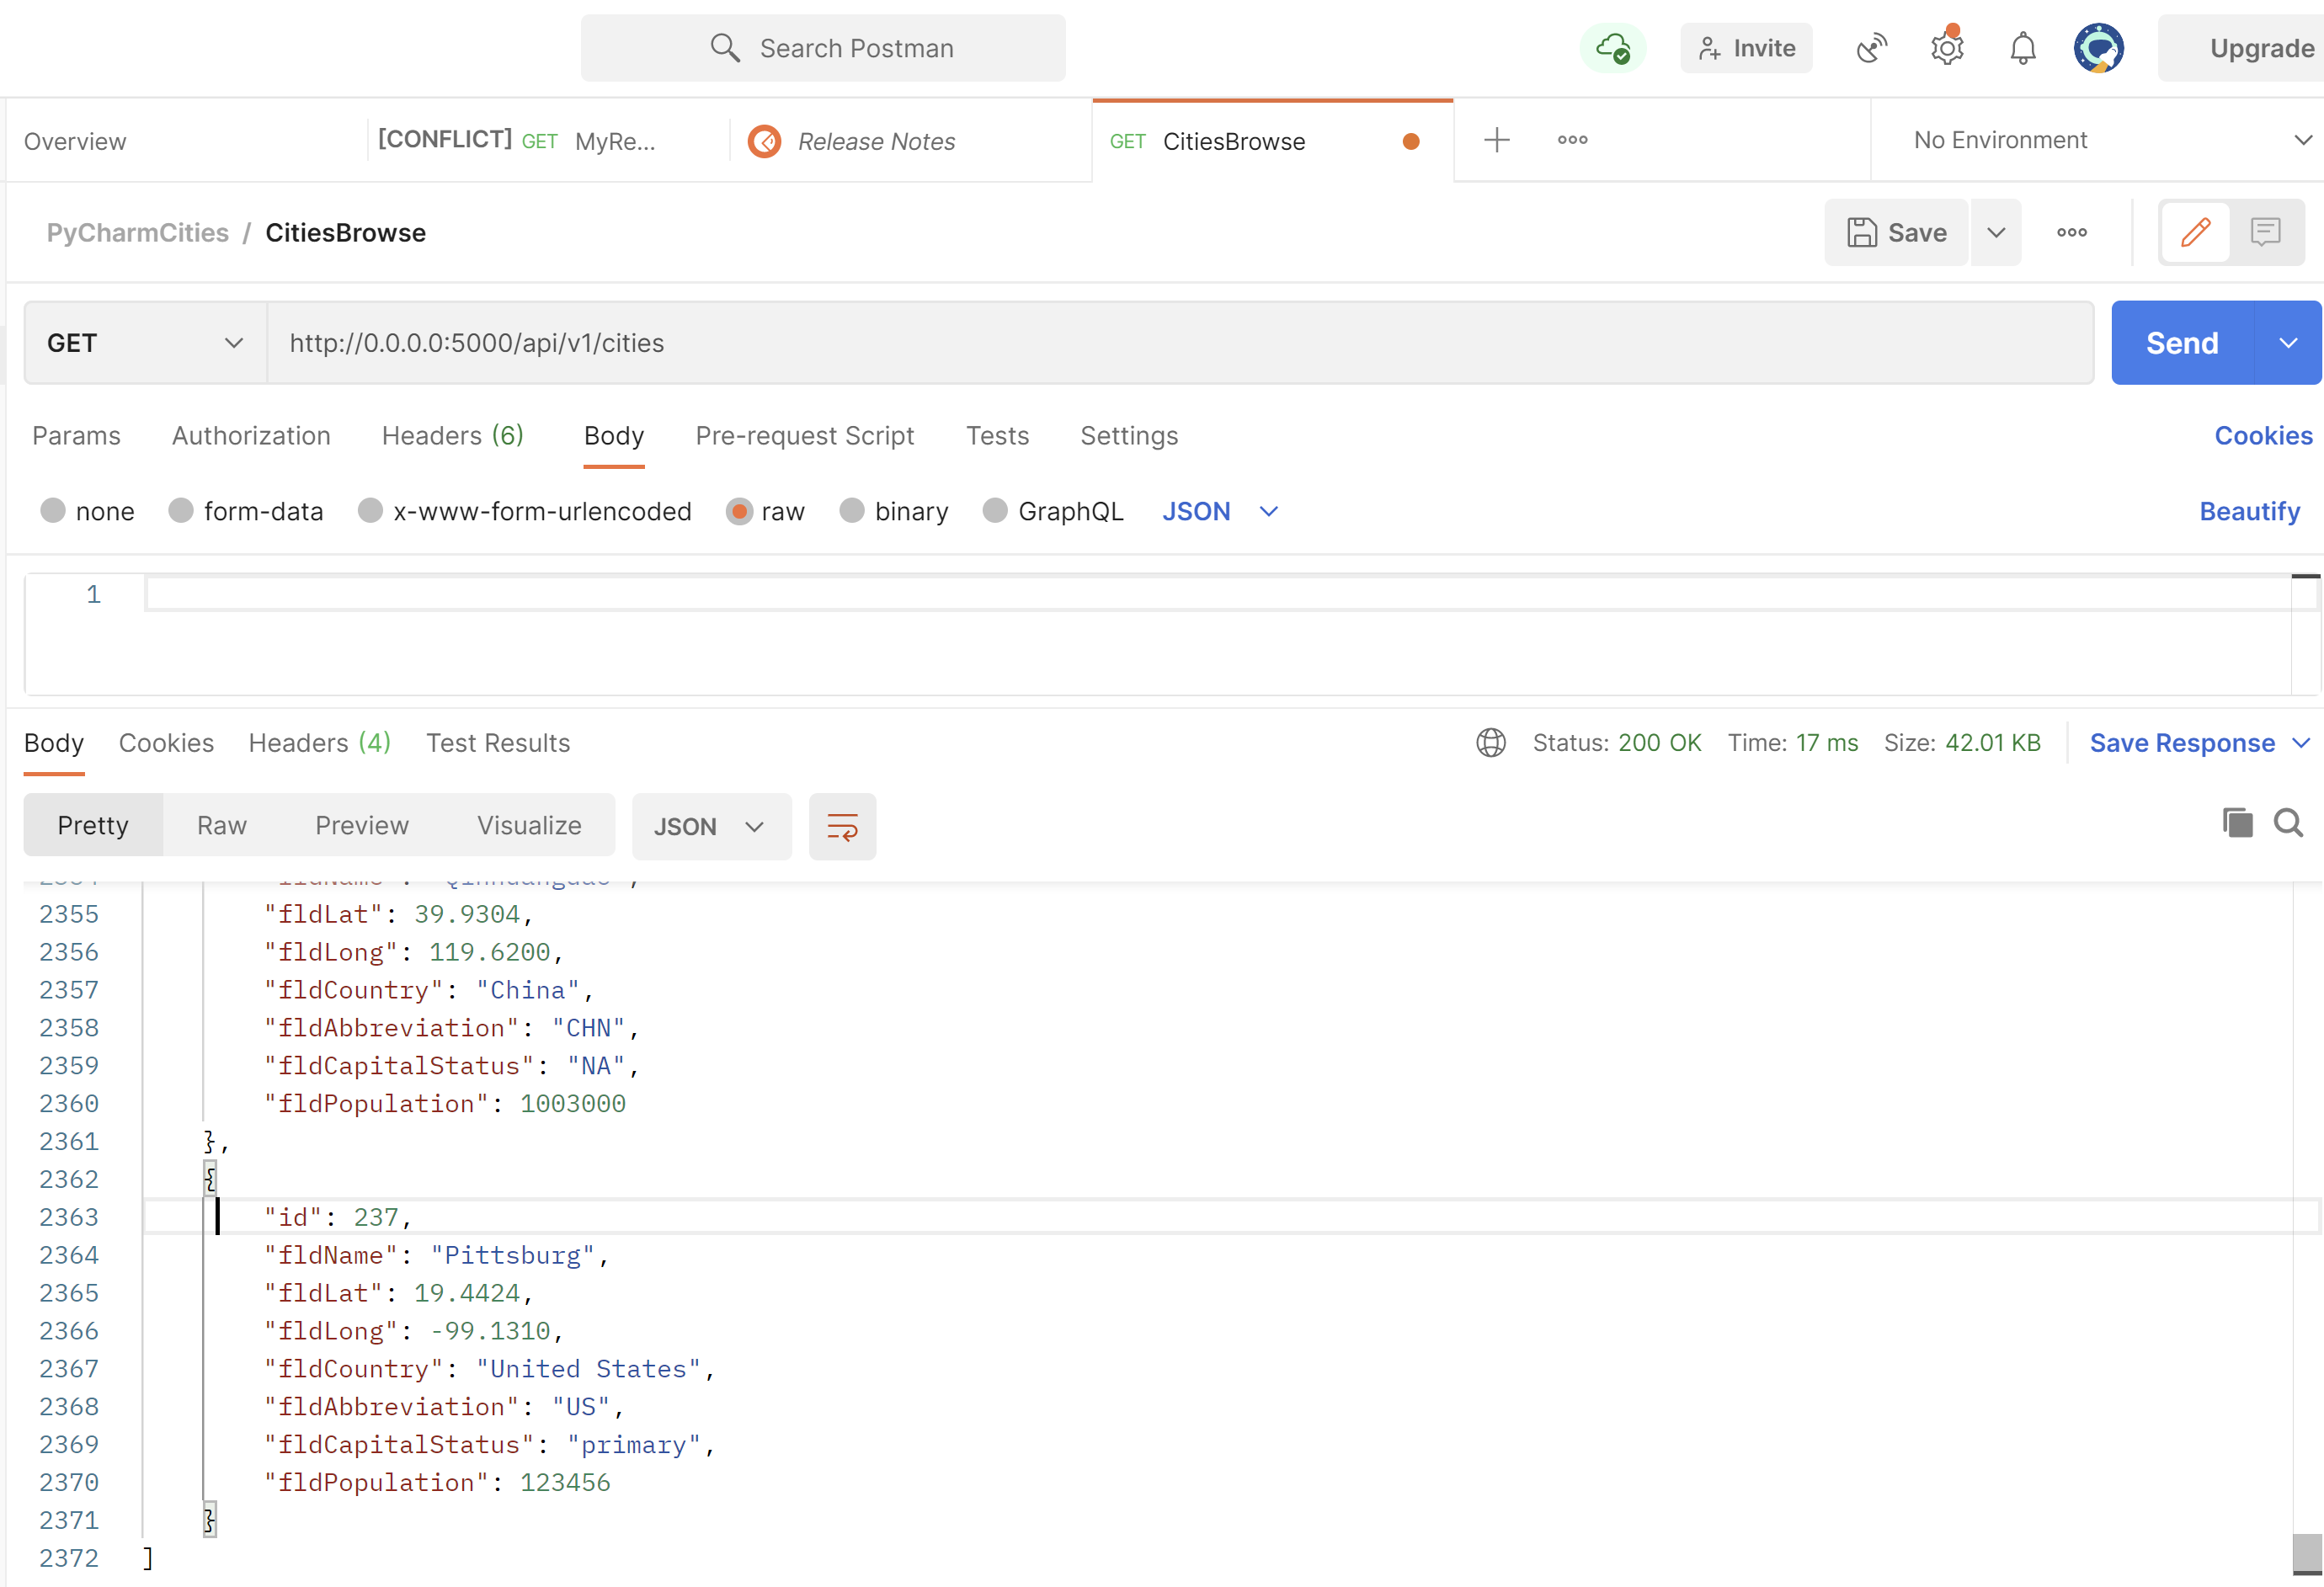 Search Postman
Invite
Upgrade
Overview
[CONFLICT] GET MyRe...
Release Notes
GET CitiesBrowse
No Environment
PyCharmCities / CitiesBrowse
Save
GET
http://0.0.0.0:5000/api/v1/cities
Send
Params Authorization Headers (6) Body Pre-request Script Tests Settings Cookies
none form-data x-www-form-urlencoded raw binary GraphQL JSON Beautify
1
Body Cookies Headers (4) Test Results Status: 200 OK Time: 17 ms Size: 42.01 KB Save Response
Pretty Raw Preview Visualize JSON
2355 "fldLat": 39.9304,
2356 "fldLong": 119.6200,
2357 "fldCountry": "China",
2358 "fldAbbreviation": "CHN",
2359 "fldCapitalStatus": "NA",
2360 "fldPopulation": 1003000
2361 },
2362 {
2363 "id": 237,
2364 "fldName": "Pittsburg",
2365 "fldLat": 19.4424,
2366 "fldLong": -99.1310,
2367 "fldCountry": "United States",
2368 "fldAbbreviation": "US",
2369 "fldCapitalStatus": "primary",
2370 "fldPopulation": 123456
2371 }
2372 ]